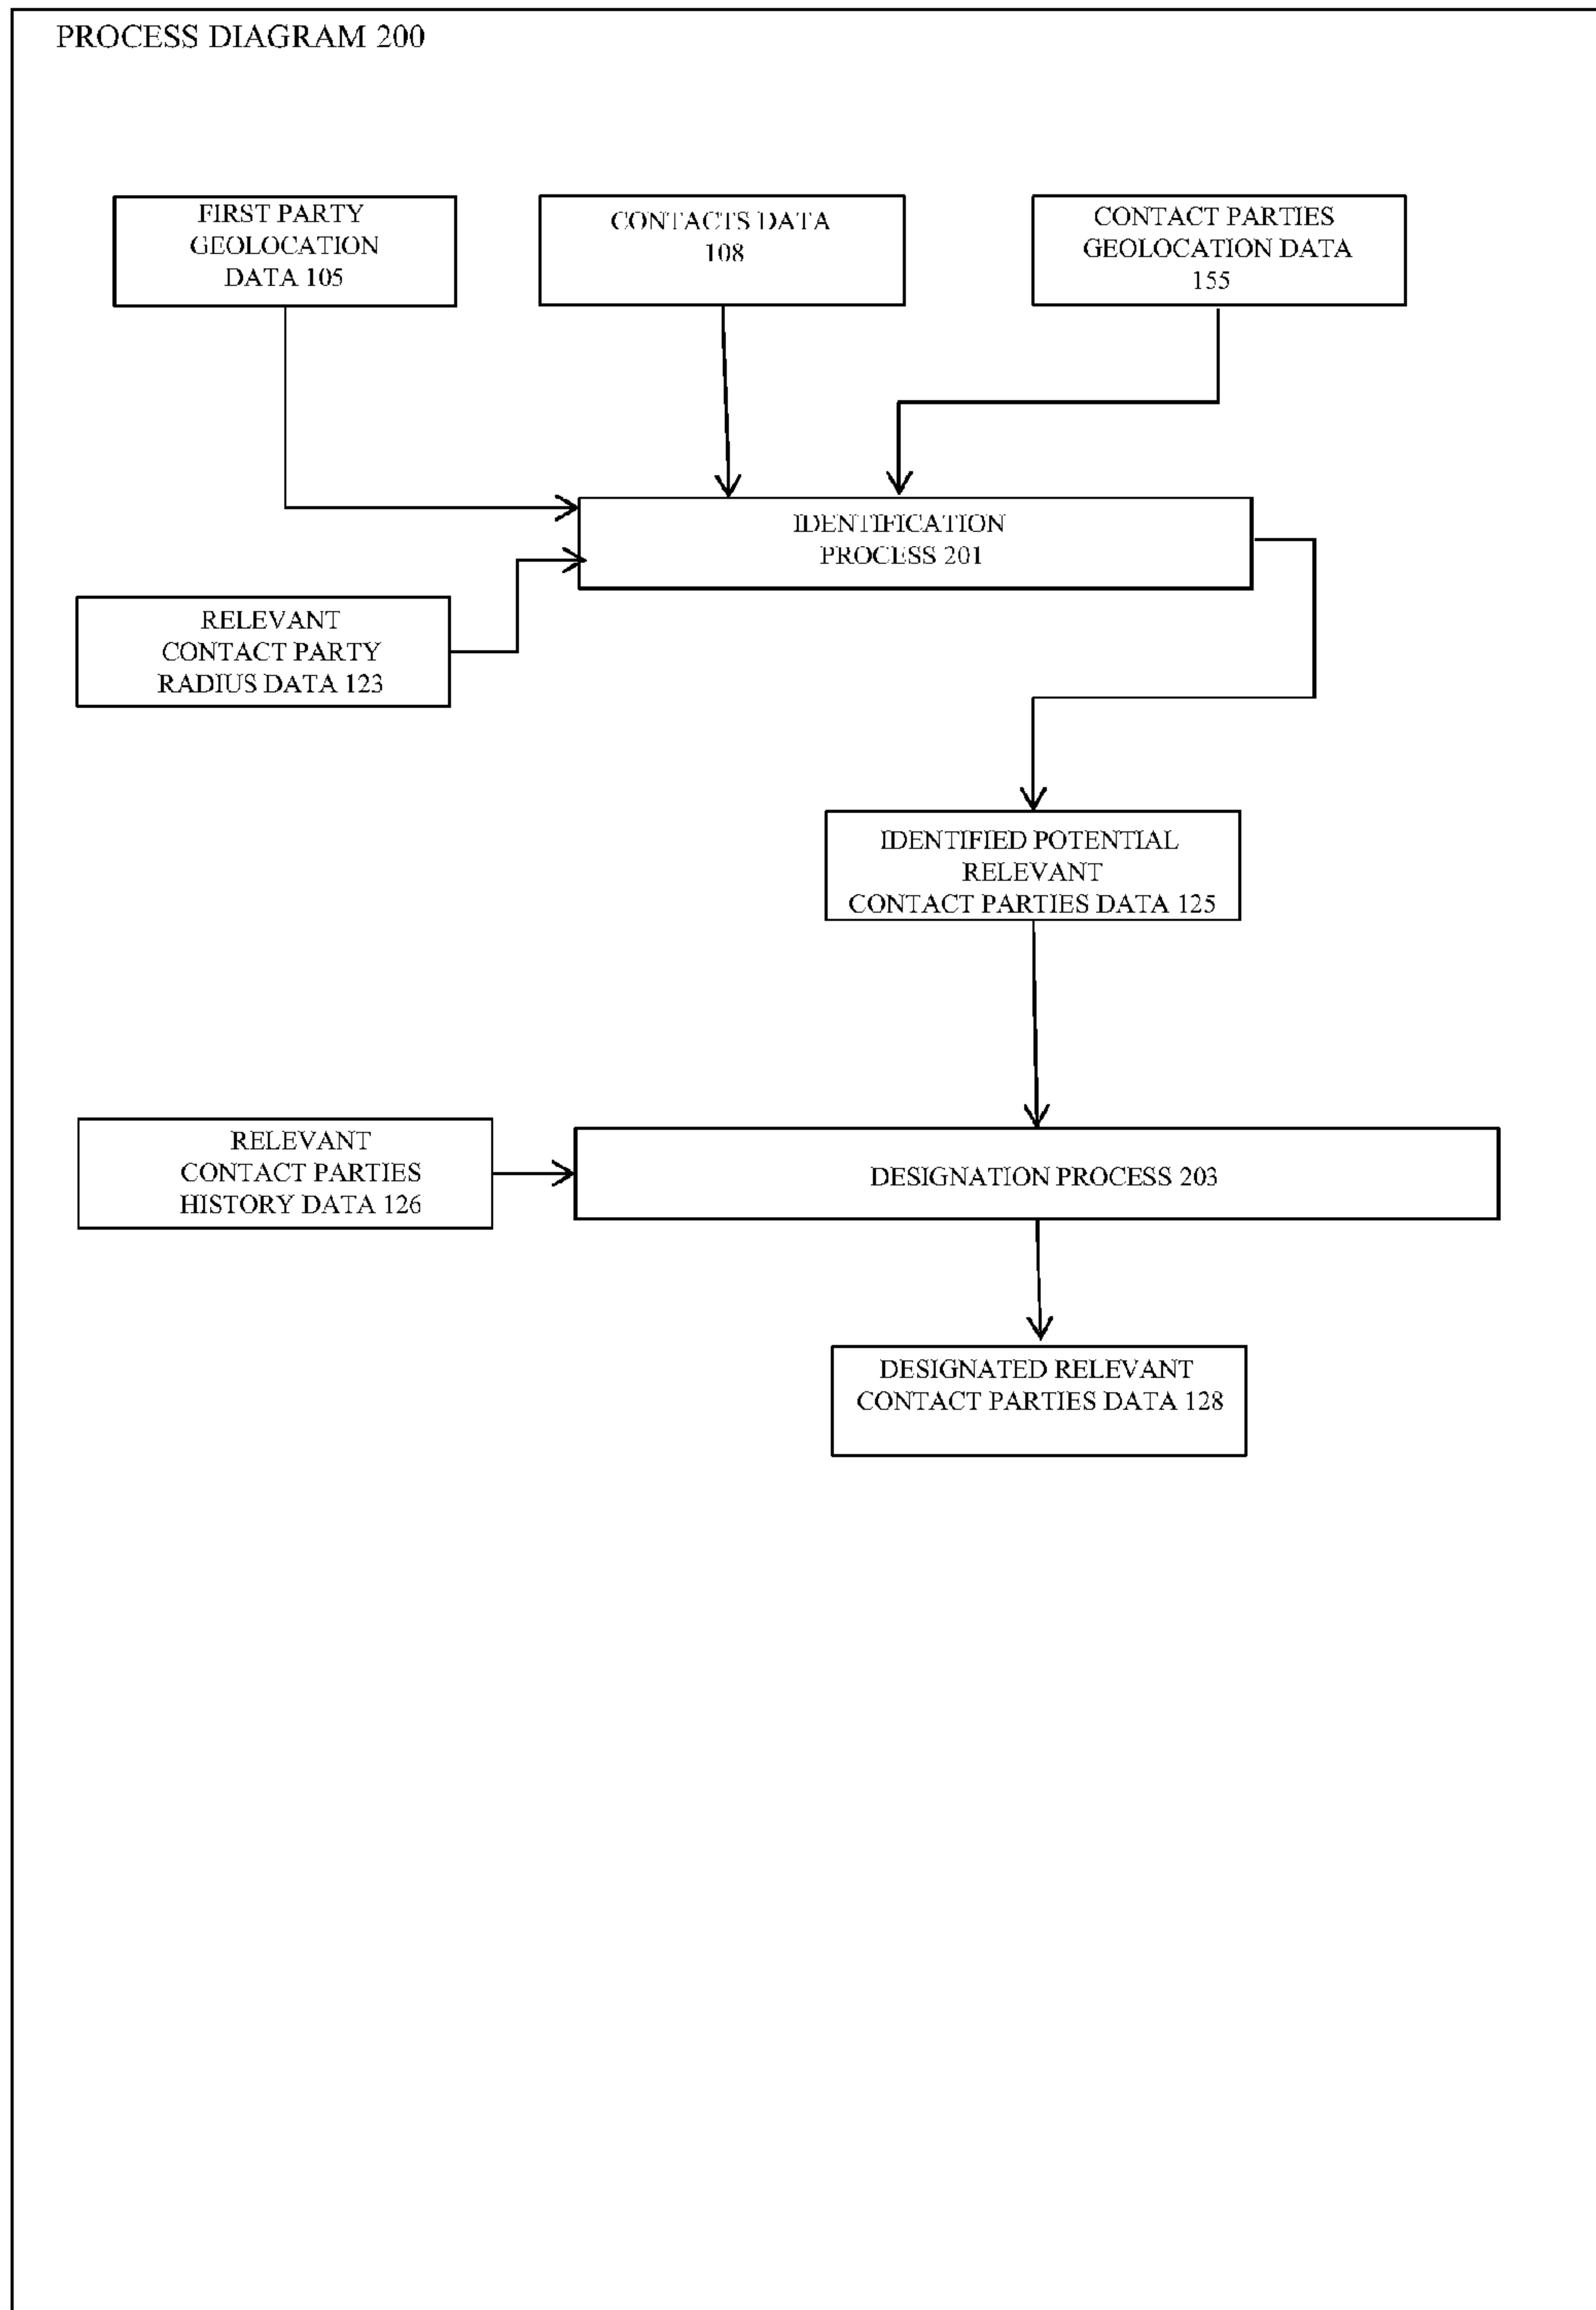 PROCESS DIAGRAM 200
FIRST PARTY
GEOLOCATION
DATA 105
CONTACTS DATA
108
CONTACT PARTIES
GEOLOCATION DATA
155
IDENTIFICATION
PROCESS 201
RELEVANT
CONTACT PARTY
RADIUS DATA 123
IDENTIFIED POTENTIAL
RELEVANT
CONTACT PARTIES DATA 125
RELEVANT
CONTACT PARTIES
HISTORY DATA 126
DESIGNATION PROCESS 203
DESIGNATED RELEVANT
CONTACT PARTIES DATA 128